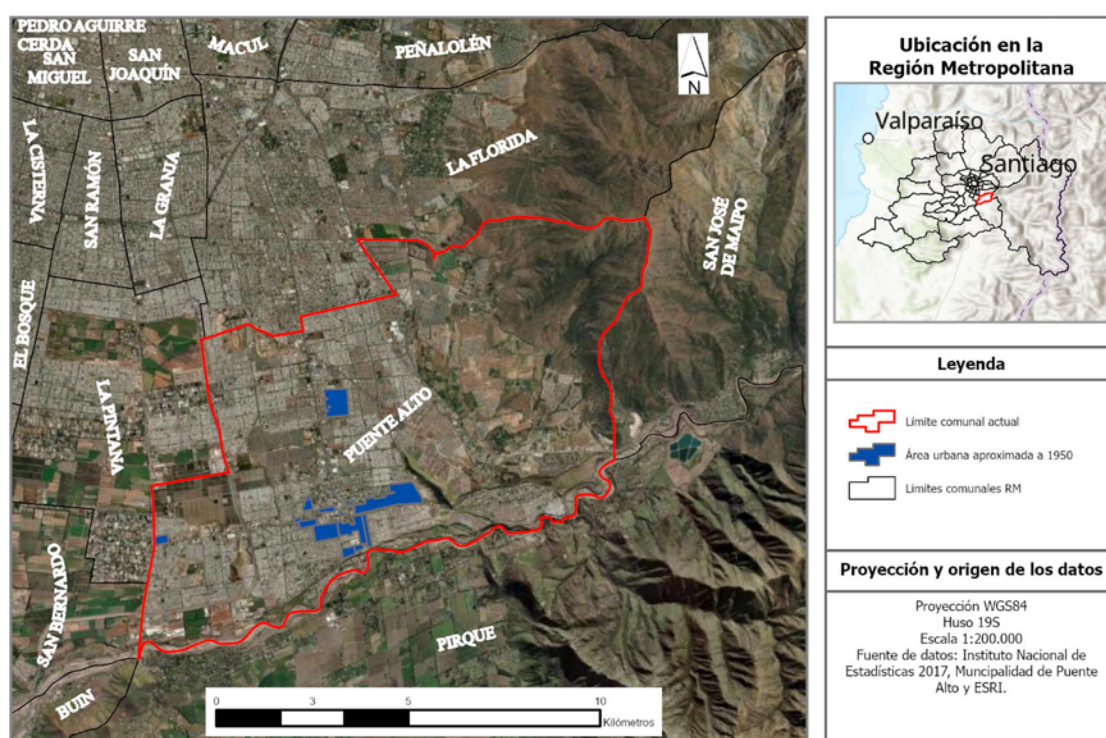 PEDRO AGUIRRE
CERDA
SAN
MIGUEL
SAN
JOAQUÍN
MACUL
PEÑALOLÉN
LA CISTERNA
SAN RAMÓN
LA GRANJA
LA FLORIDA
SAN JOSÉ
DE MAIPO
EL BOSQUE
LA PINTANA
PUENTE ALTO
SAN BERNARDO
PIRQUE
BUIN
N
0 3 5 10
Kilómetros
Ubicación en la
Región Metropolitana
Valparaíso
Santiago
Leyenda
Límite comunal actual
Área urbana aproximada a 1950
Límites comunales RM
Proyección y origen de los datos
Proyección WGS84
Huso 19S
Escala 1:200.000
Fuente de datos: Instituto Nacional de
Estadísticas 2017, Muncipalidad de Puente
Alto y ESRI.